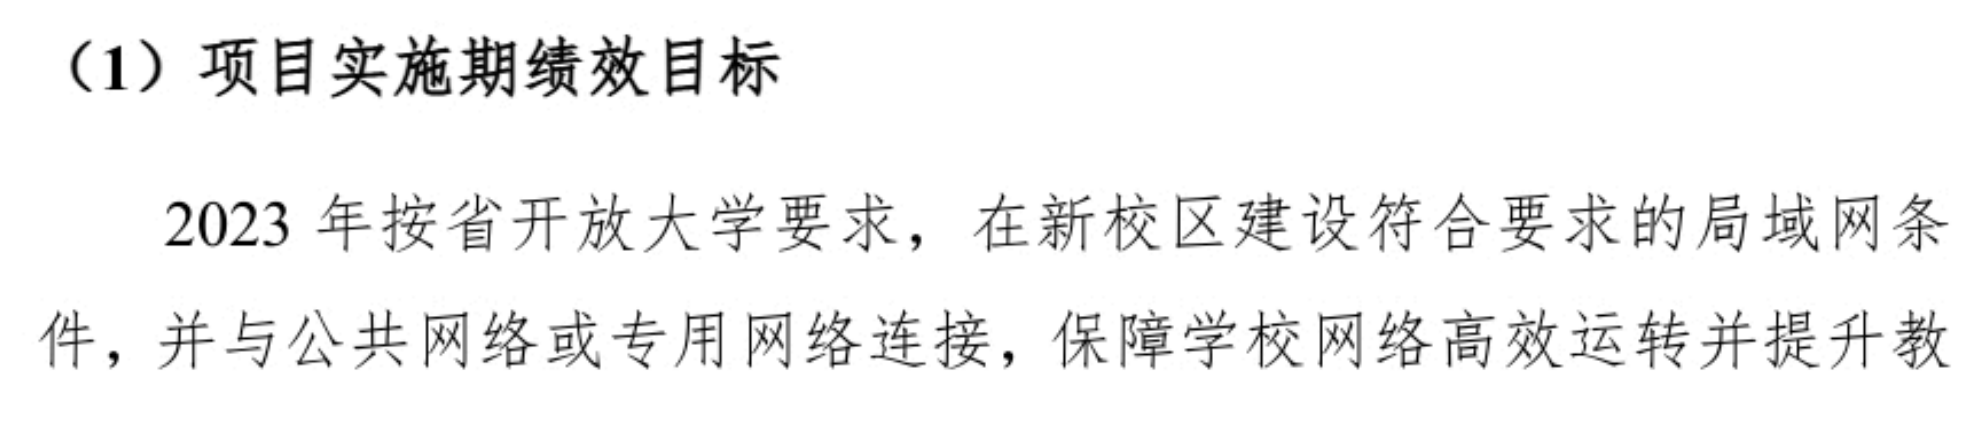 （1）项目实施期绩效目标
2023 年按省开放大学要求，在新校区建设符合要求的局域网条
件，并与公共网络或专用网络连接，保障学校网络高效运转并提升教